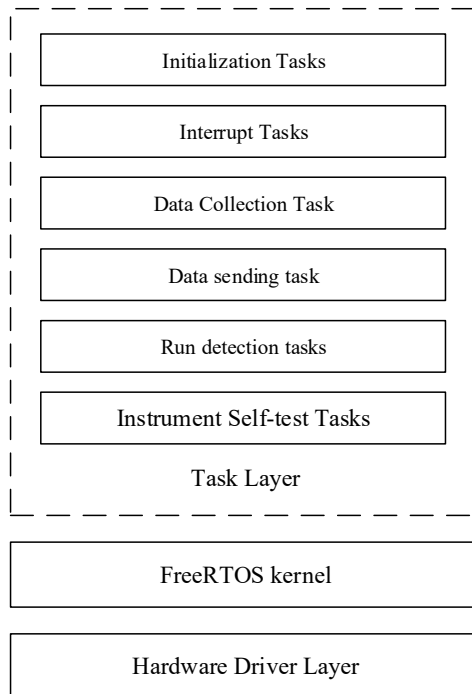 Initialization Tasks
Interrupt Tasks
Data Collection Task
Data sending task
Run detection tasks
Instrument Self-test Tasks
Task Layer
FreeRTOS kernel
Hardware Driver Layer